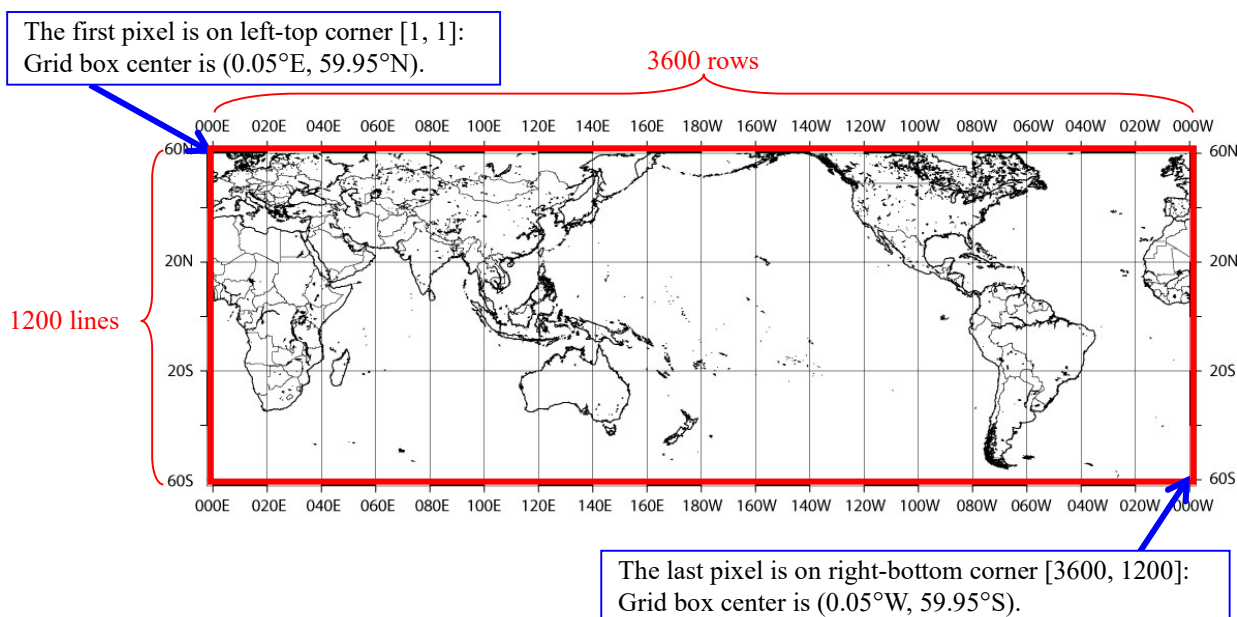 The first pixel is on left-top corner [1, 1]:
Grid box center is (0.05°E, 59.95°N).
3600 rows
000E 020E 040E 060E 080E 100E 120E 140E 160E 180W 160W 140W 120W 100W 080W 060W 040W 020W 000W
60N 60N
20N 20N
1200 lines
20S 20S
60S 60S
000E 020E 040E 060E 080E 100E 120E 140E 160E 180W 160W 140W 120W 100W 080W 060W 040W 020W 000W
The last pixel is on right-bottom corner [3600, 1200]:
Grid box center is (0.05°W, 59.95°S).